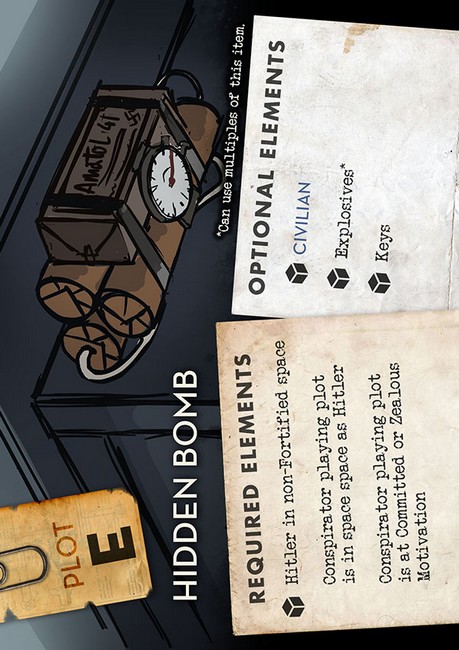 PLOT
E
HIDDEN BOMB
Amatol 41
REQUIRED ELEMENTS
Hitler in non-Fortified space
Conspirator playing plot
is in space space as Hitler
Conspirator playing plot
is at Committed or Zealous
Motivation
*Can use multiples of this item.
OPTIONAL ELEMENTS
CIVILIAN
Explosives*
Keys